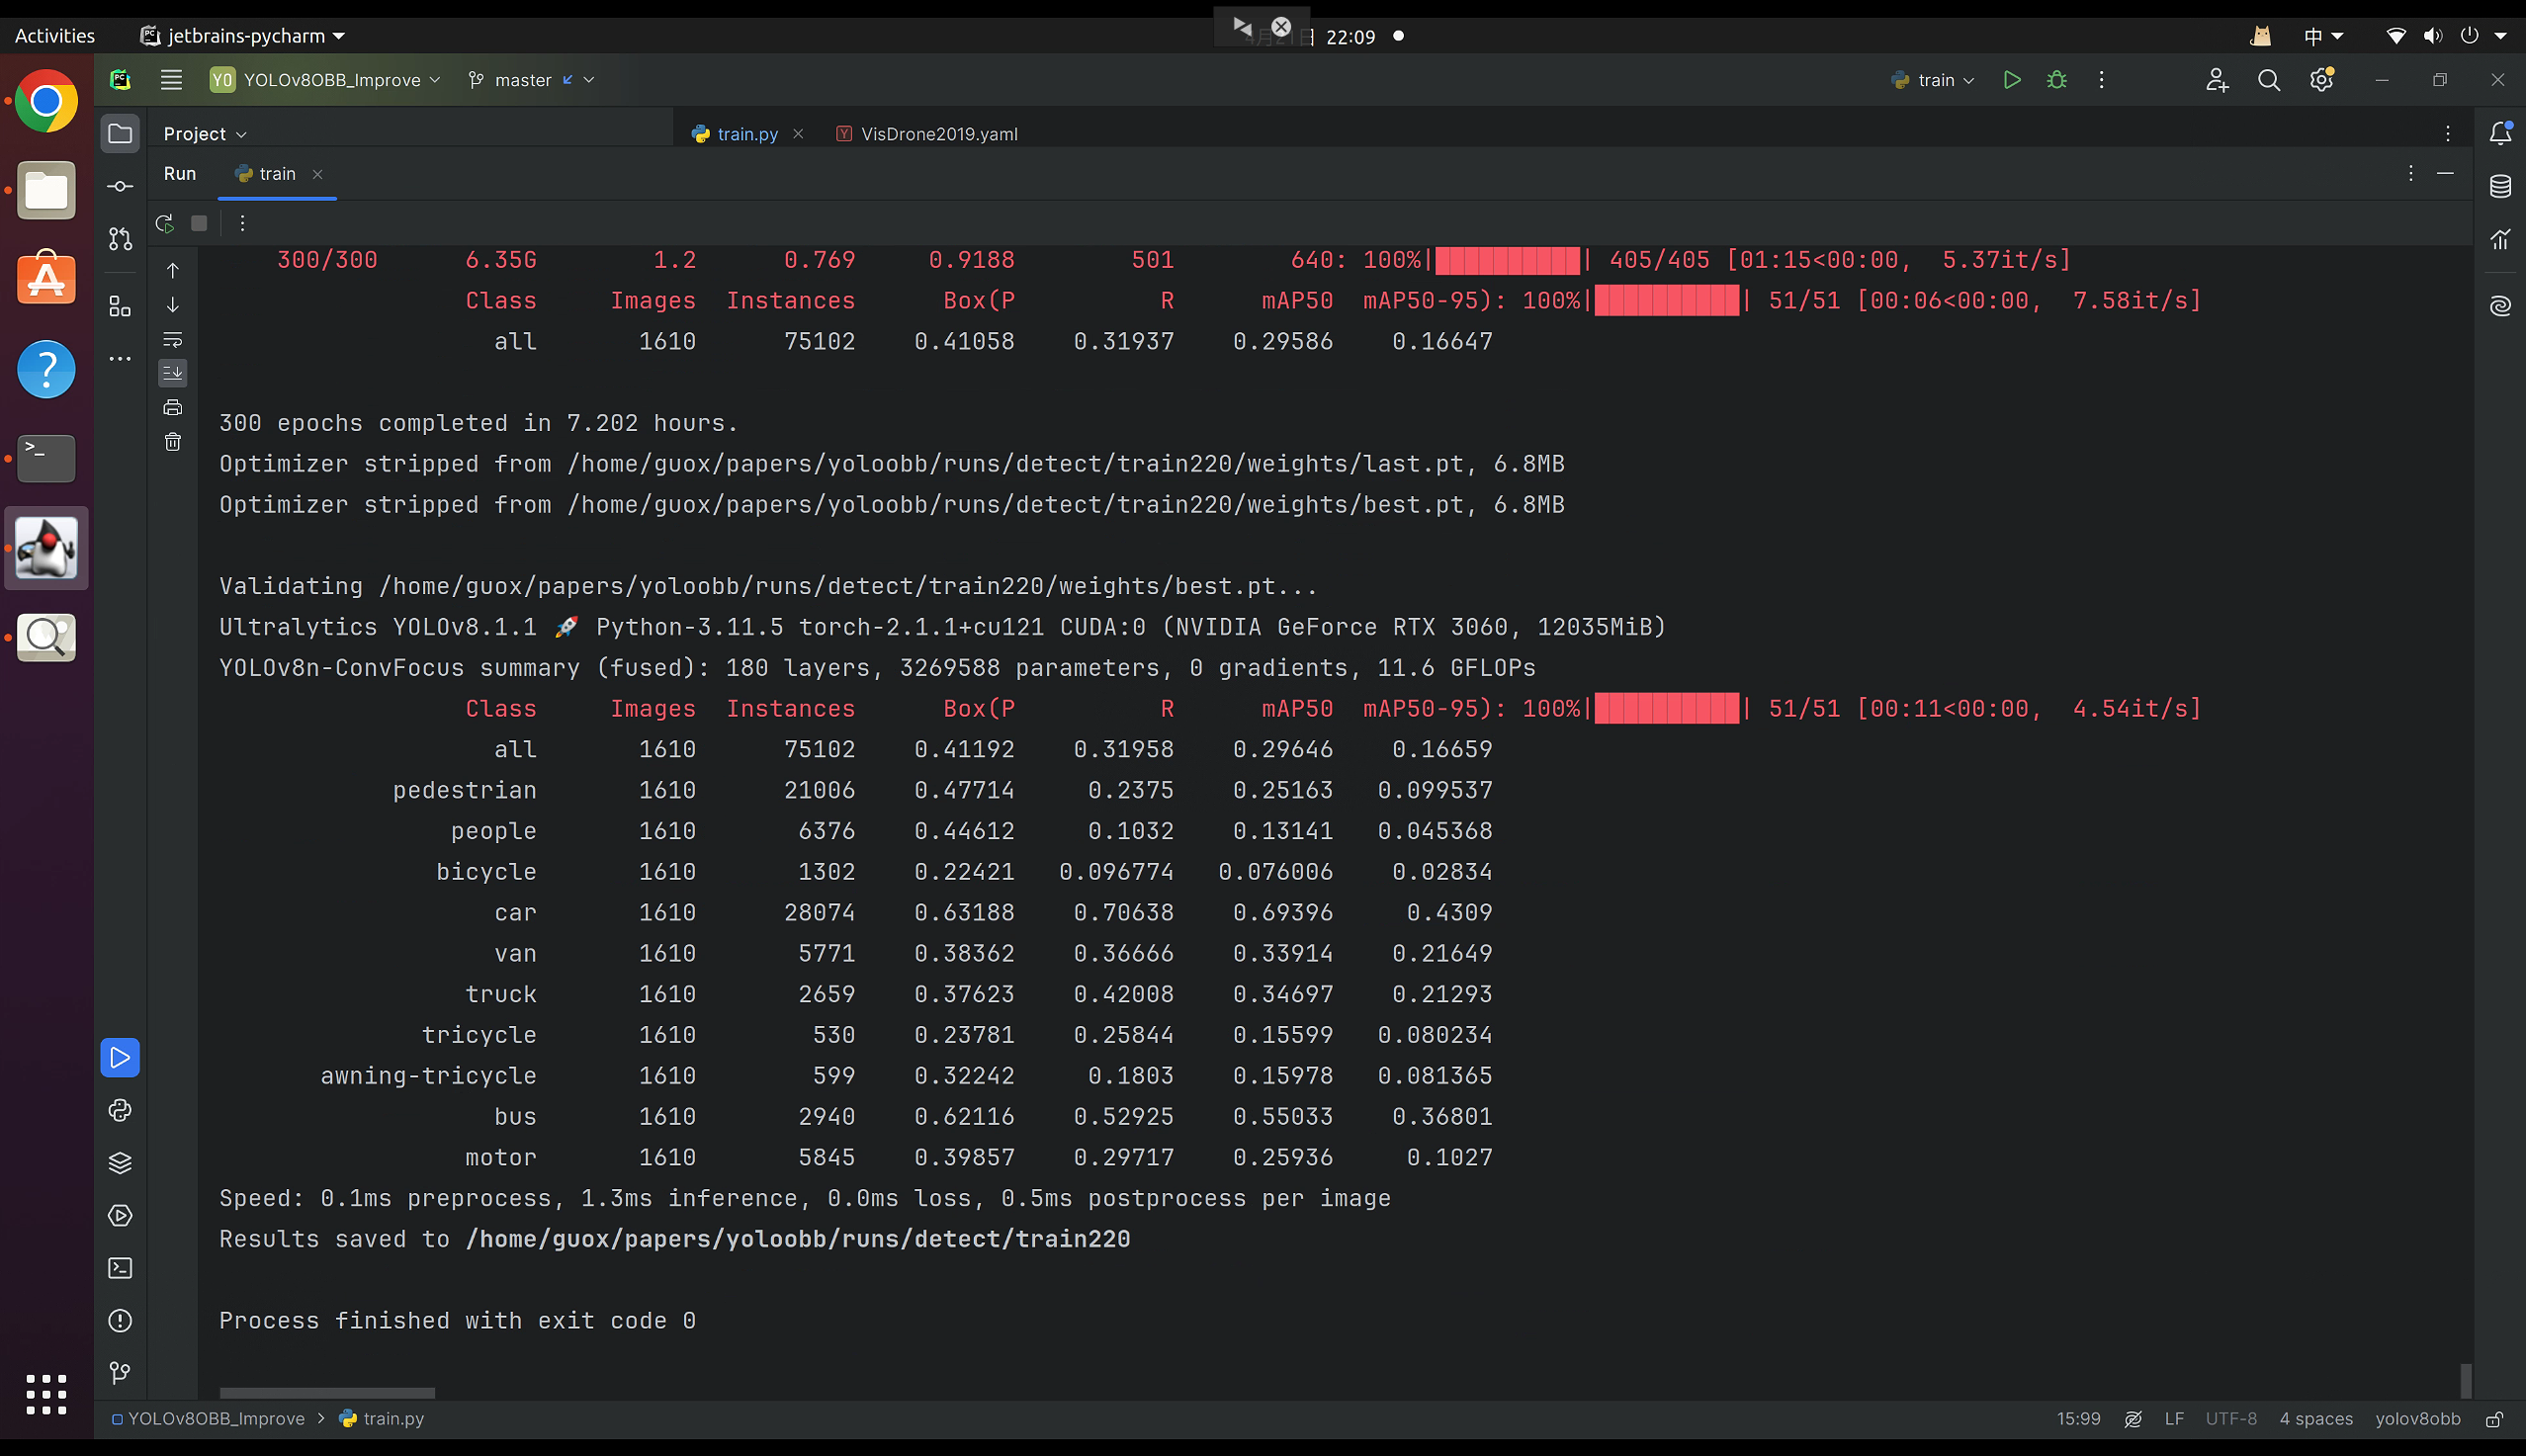 Activities jetbrains-pycharm 4月21日 22:09 中
YO YOLOv8OBB_Improve master train
Project train.py VisDrone2019.yaml
Run train
300/300 6.35G 1.2 0.769 0.9188 501 640: 100%|██████████| 405/405 [01:15<00:00, 5.37it/s]
Class Images Instances Box(P R mAP50 mAP50-95): 100%|██████████| 51/51 [00:06<00:00, 7.58it/s]
all 1610 75102 0.41058 0.31937 0.29586 0.16647
300 epochs completed in 7.202 hours.
Optimizer stripped from /home/guox/papers/yoloobb/runs/detect/train220/weights/last.pt, 6.8MB
Optimizer stripped from /home/guox/papers/yoloobb/runs/detect/train220/weights/best.pt, 6.8MB
Validating /home/guox/papers/yoloobb/runs/detect/train220/weights/best.pt...
Ultralytics YOLOv8.1.1 🚀 Python-3.11.5 torch-2.1.1+cu121 CUDA:0 (NVIDIA GeForce RTX 3060, 12035MiB)
YOLOv8n-ConvFocus summary (fused): 180 layers, 3269588 parameters, 0 gradients, 11.6 GFLOPs
Class Images Instances Box(P R mAP50 mAP50-95): 100%|██████████| 51/51 [00:11<00:00, 4.54it/s]
all 1610 75102 0.41192 0.31958 0.29646 0.16659
pedestrian 1610 21006 0.47714 0.2375 0.25163 0.099537
people 1610 6376 0.44612 0.1032 0.13141 0.045368
bicycle 1610 1302 0.22421 0.096774 0.076006 0.02834
car 1610 28074 0.63188 0.70638 0.69396 0.4309
van 1610 5771 0.38362 0.36666 0.33914 0.21649
truck 1610 2659 0.37623 0.42008 0.34697 0.21293
tricycle 1610 530 0.23781 0.25844 0.15599 0.080234
awning-tricycle 1610 599 0.32242 0.1803 0.15978 0.081365
bus 1610 2940 0.62116 0.52925 0.55033 0.36801
motor 1610 5845 0.39857 0.29717 0.25936 0.1027
Speed: 0.1ms preprocess, 1.3ms inference, 0.0ms loss, 0.5ms postprocess per image
Results saved to /home/guox/papers/yoloobb/runs/detect/train220
Process finished with exit code 0
YOLOv8OBB_Improve > train.py 15:99 LF UTF-8 4 spaces yolov8obb